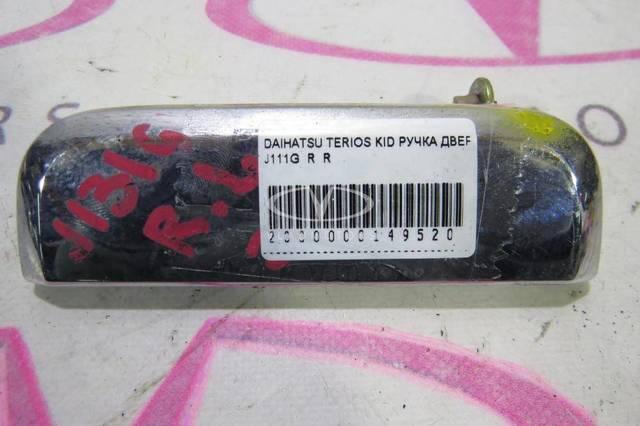 DAIHATSU TERIOS KID РУЧКА ДВЕР
J111G R R
2000000149520
J131G
R.L